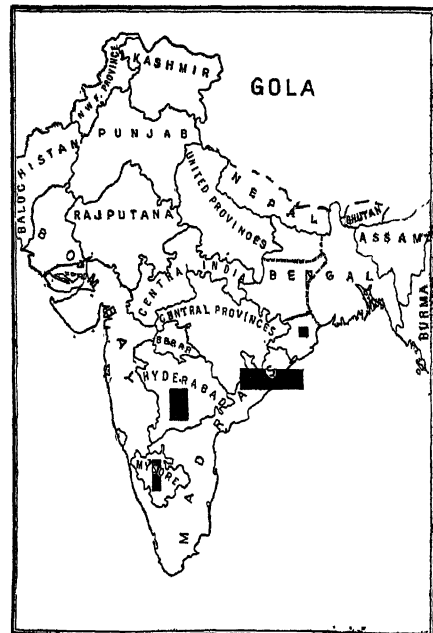 GOLA
KASHMIR
N.W.F. PROVINCE
PUNJAB
BALUCHISTAN
UNITED PROVINCES
NEPAL
RAJPUTANA
BHUTAN
ASSAM
BOMBAY
CENTRAL INDIA
BENGAL
CENTRAL PROVINCES
BURMA
BERAR
HYDERABAD
MADRAS
MYSORE